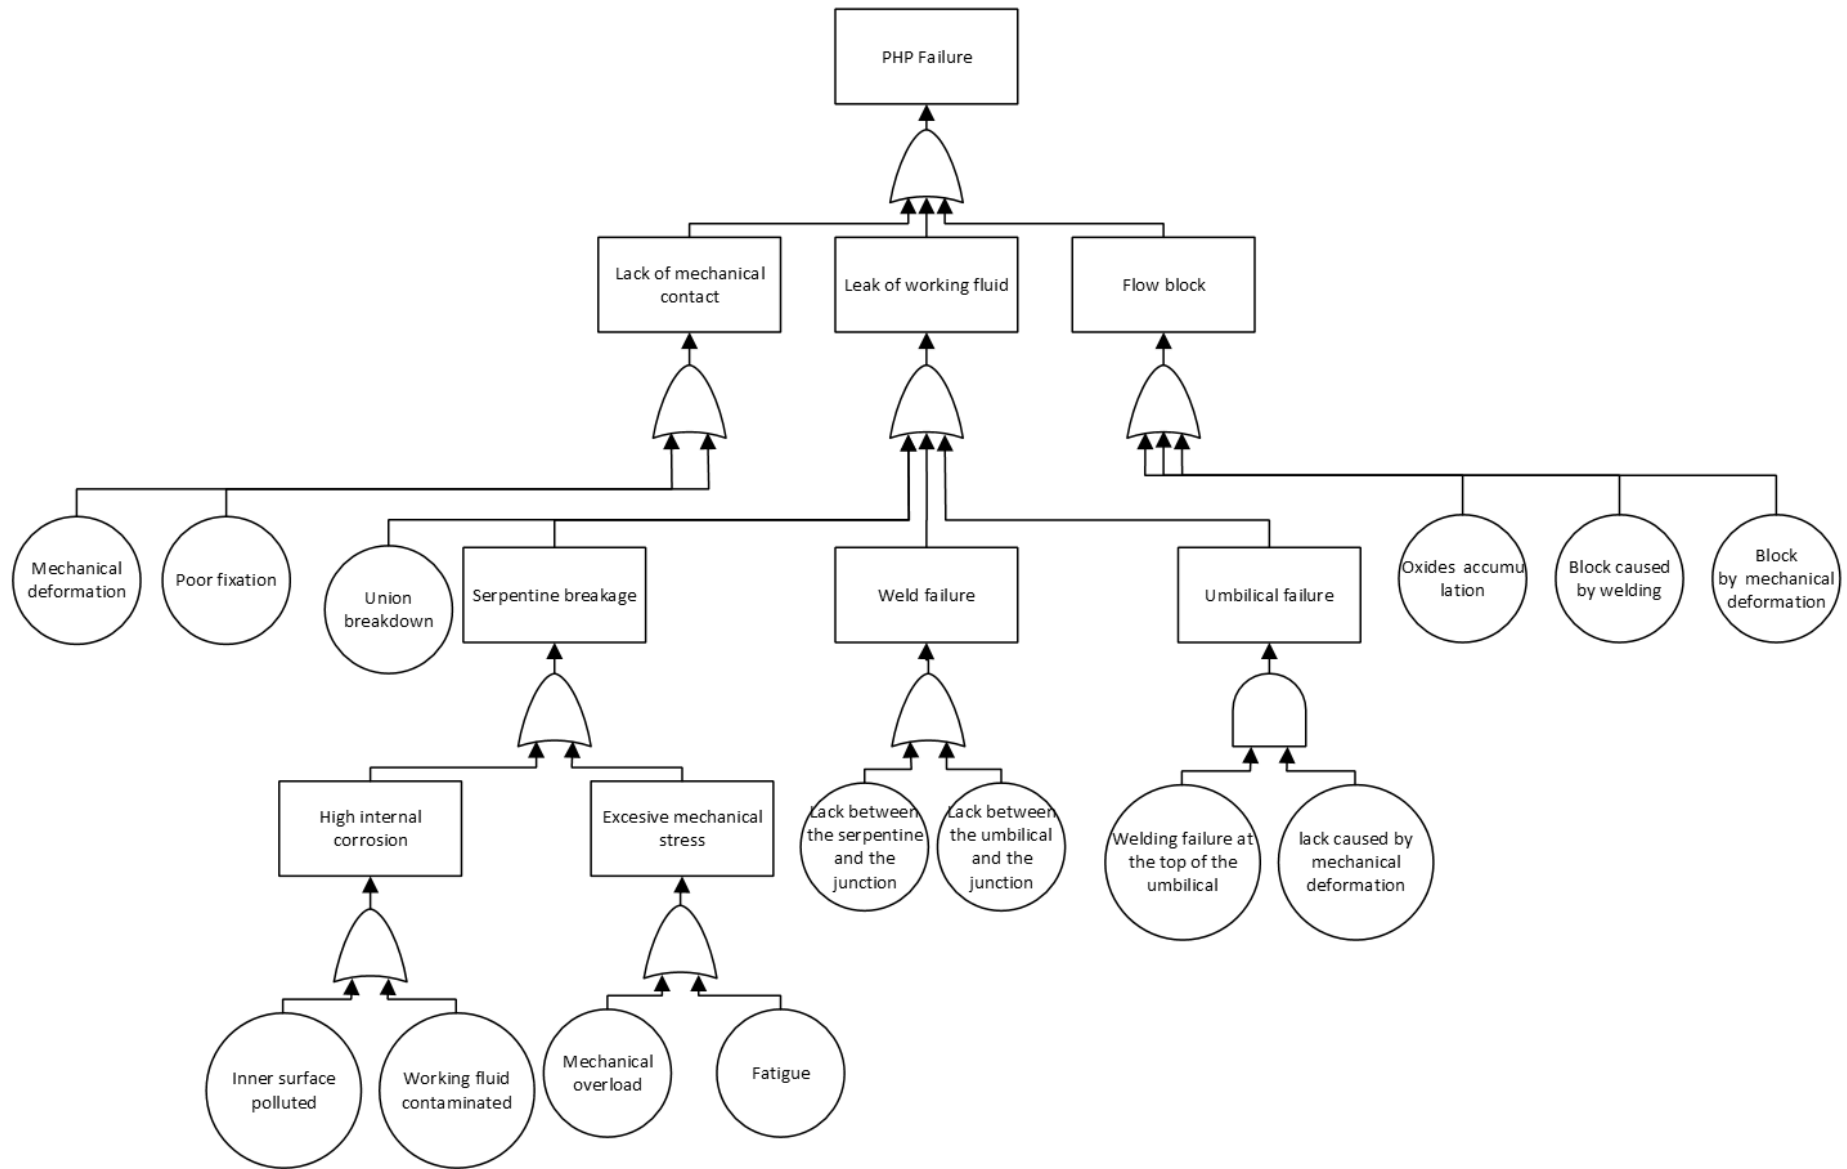 PHP Failure
Lack of mechanical
contact
Leak of working fluid
Flow block
Mechanical
deformation
Poor fixation
Union
breakdown
Serpentine breakage
Weld failure
Umbilical failure
Oxides accumu
lation
Block caused
by welding
Block
by mechanical
deformation
High internal
corrosion
Excesive mechanical
stress
Lack between
the serpentine
and the
junction
Lack between
the umbilical
and the
junction
Welding failure at
the top of the
umbilical
lack caused by
mechanical
deformation
Inner surface
polluted
Working fluid
contaminated
Mechanical
overload
Fatigue